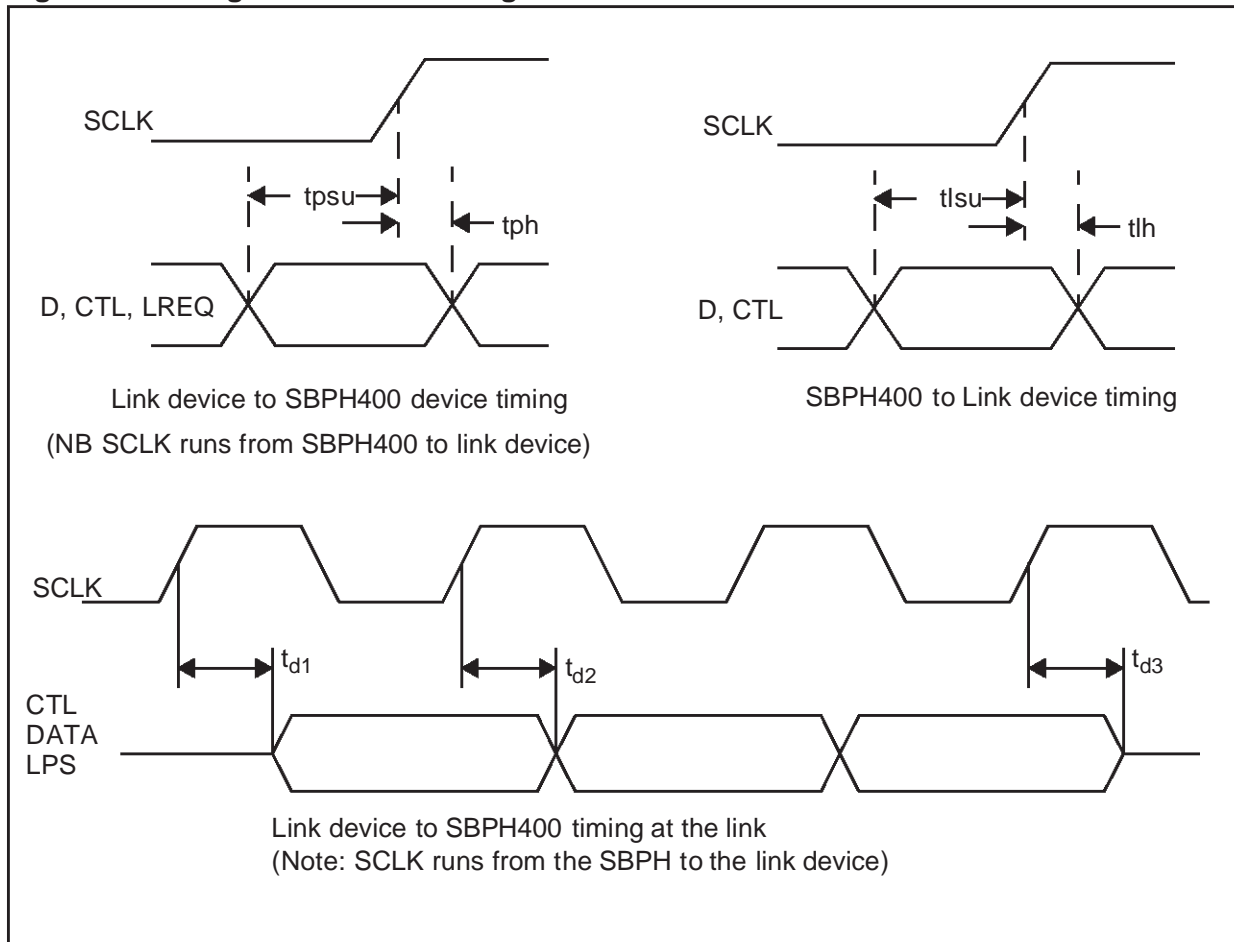 SCLK
tpsu
tph
D, CTL, LREQ
Link device to SBPH400 device timing
(NB SCLK runs from SBPH400 to link device)
SCLK
tlsu
tlh
D, CTL
SBPH400 to Link device timing
SCLK
td1
td2
td3
CTL
DATA
LPS
Link device to SBPH400 timing at the link
(Note: SCLK runs from the SBPH to the link device)